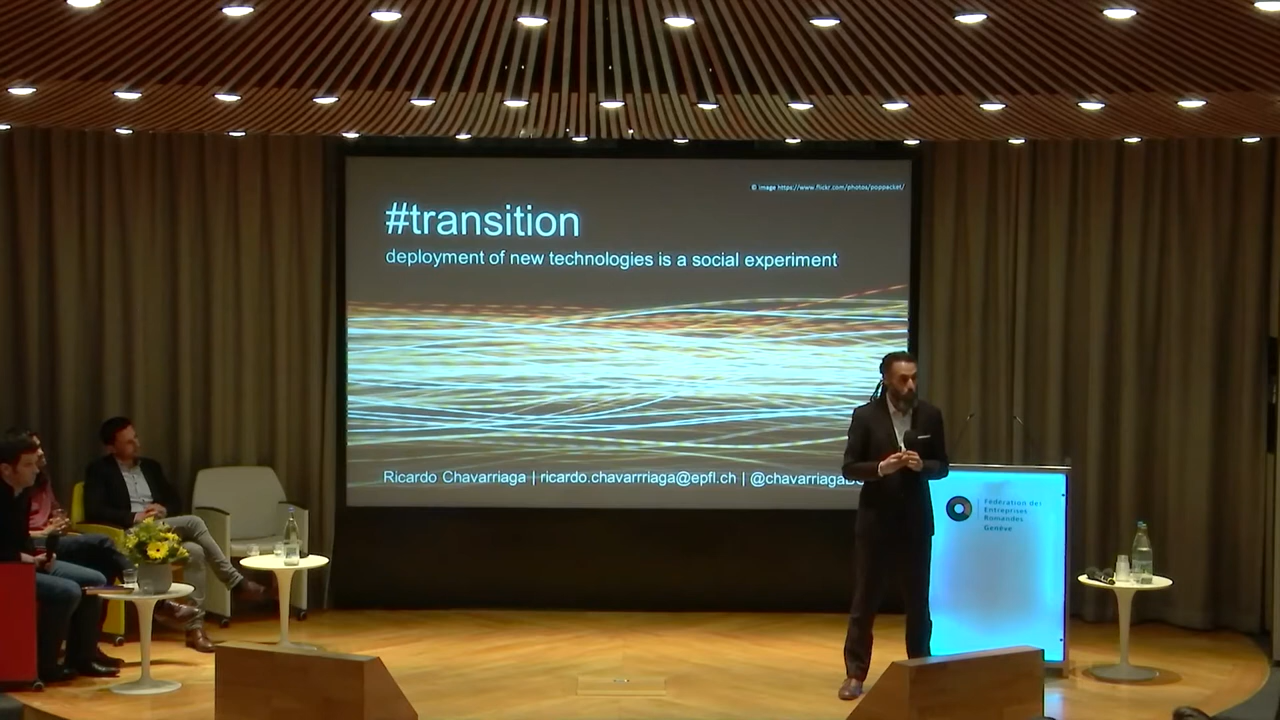 © image https://www.flickr.com/photos/poppacket/
#transition
deployment of new technologies is a social experiment
Ricardo Chavarriaga | ricardo.chavarrriaga@epfl.ch | @chavarriaga
Fédération des
Entreprises
Romandes
Genève